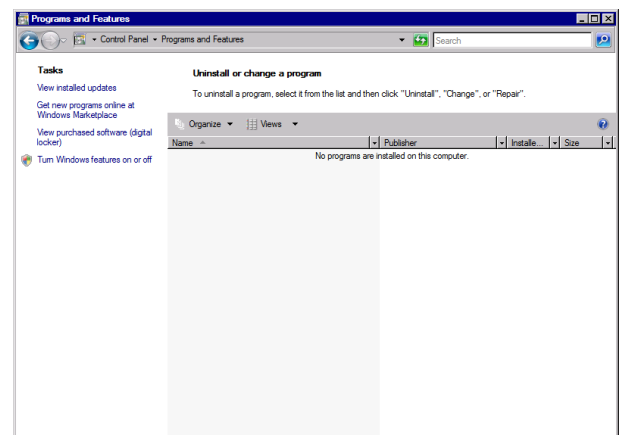 Programs and Features
Control Panel Programs and Features
Search
Tasks
View installed updates
Get new programs online at
Windows Marketplace
View purchased software (digital
locker)
Turn Windows features on or off
Uninstall or change a program
To uninstall a program, select it from the list and then click "Uninstall", "Change", or "Repair".
Organize Views
Name Publisher Installe... Size
No programs are installed on this computer.